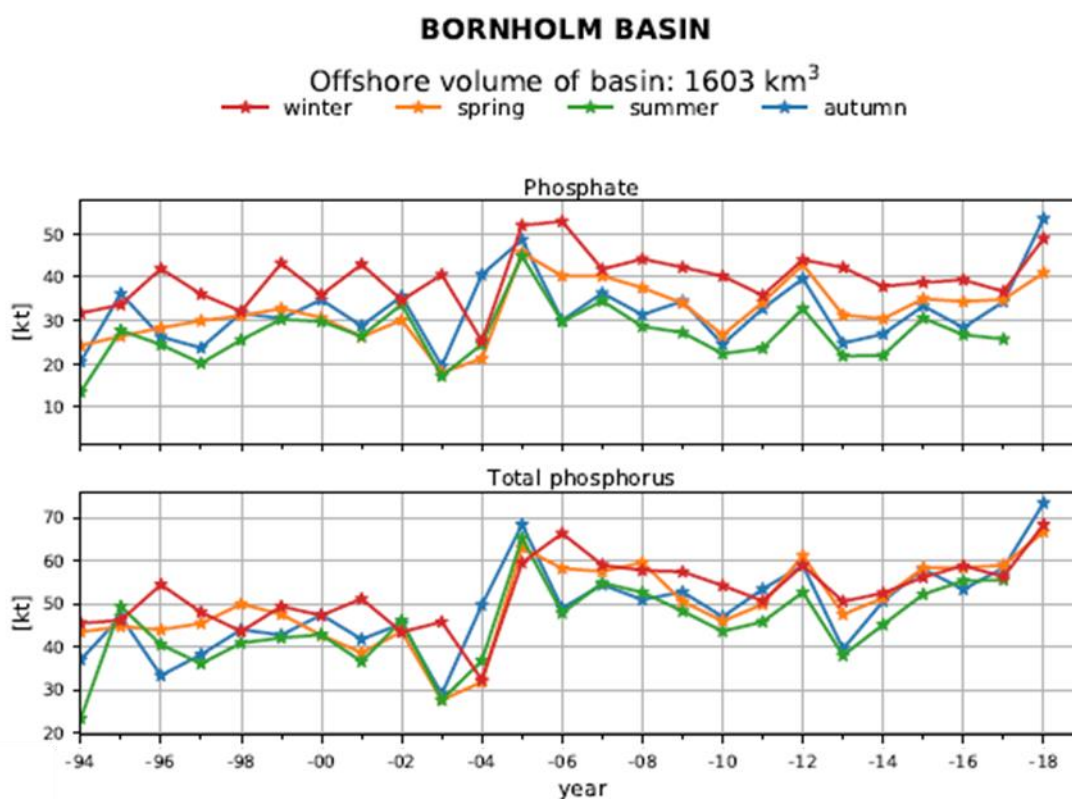 BORNHOLM BASIN
Offshore volume of basin: 1603 km³
winter spring summer autumn
Phosphate
50
40
30
20
10
[kt]
Total phosphorus
70
60
50
40
30
20
[kt]
-94 -96 -98 -00 -02 -04 -06 -08 -10 -12 -14 -16 -18
year